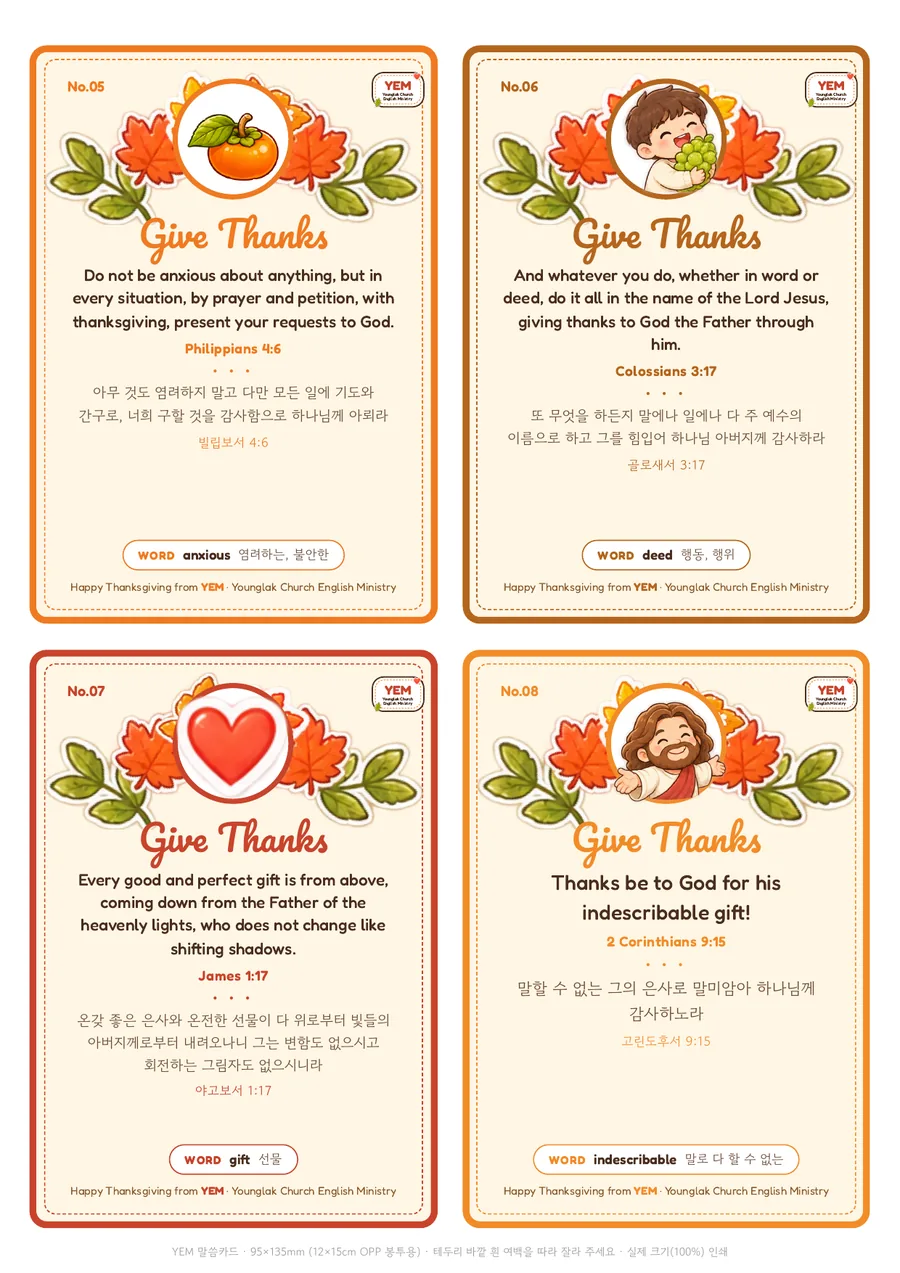 No.05
YEM
Younglak Church
English Ministry
Give Thanks
Do not be anxious about anything, but in
every situation, by prayer and petition, with
thanksgiving, present your requests to God.
Philippians 4:6
• • •
아무 것도 염려하지 말고 다만 모든 일에 기도와
간구로, 너희 구할 것을 감사함으로 하나님께 아뢰라
빌립보서 4:6
WORD anxious 염려하는, 불안한
Happy Thanksgiving from YEM · Younglak Church English Ministry
No.06
YEM
Younglak Church
English Ministry
Give Thanks
And whatever you do, whether in word or
deed, do it all in the name of the Lord Jesus,
giving thanks to God the Father through
him.
Colossians 3:17
• • •
또 무엇을 하든지 말에나 일에나 다 주 예수의
이름으로 하고 그를 힘입어 하나님 아버지께 감사하라
골로새서 3:17
WORD deed 행동, 행위
Happy Thanksgiving from YEM · Younglak Church English Ministry
No.07
YEM
Younglak Church
English Ministry
Give Thanks
Every good and perfect gift is from above,
coming down from the Father of the
heavenly lights, who does not change like
shifting shadows.
James 1:17
• • •
온갖 좋은 은사와 온전한 선물이 다 위로부터 빛들의
아버지께로부터 내려오나니 그는 변함도 없으시고
회전하는 그림자도 없으시니라
야고보서 1:17
WORD gift 선물
Happy Thanksgiving from YEM · Younglak Church English Ministry
No.08
YEM
Younglak Church
English Ministry
Give Thanks
Thanks be to God for his
indescribable gift!
2 Corinthians 9:15
• • •
말할 수 없는 그의 은사로 말미암아 하나님께
감사하노라
고린도후서 9:15
WORD indescribable 말로 다 할 수 없는
Happy Thanksgiving from YEM · Younglak Church English Ministry
YEM 말씀카드 · 95×135mm (12×15cm OPP 봉투용) · 테두리 바깥 흰 여백을 따라 잘라 주세요 · 실제 크기(100%) 인쇄